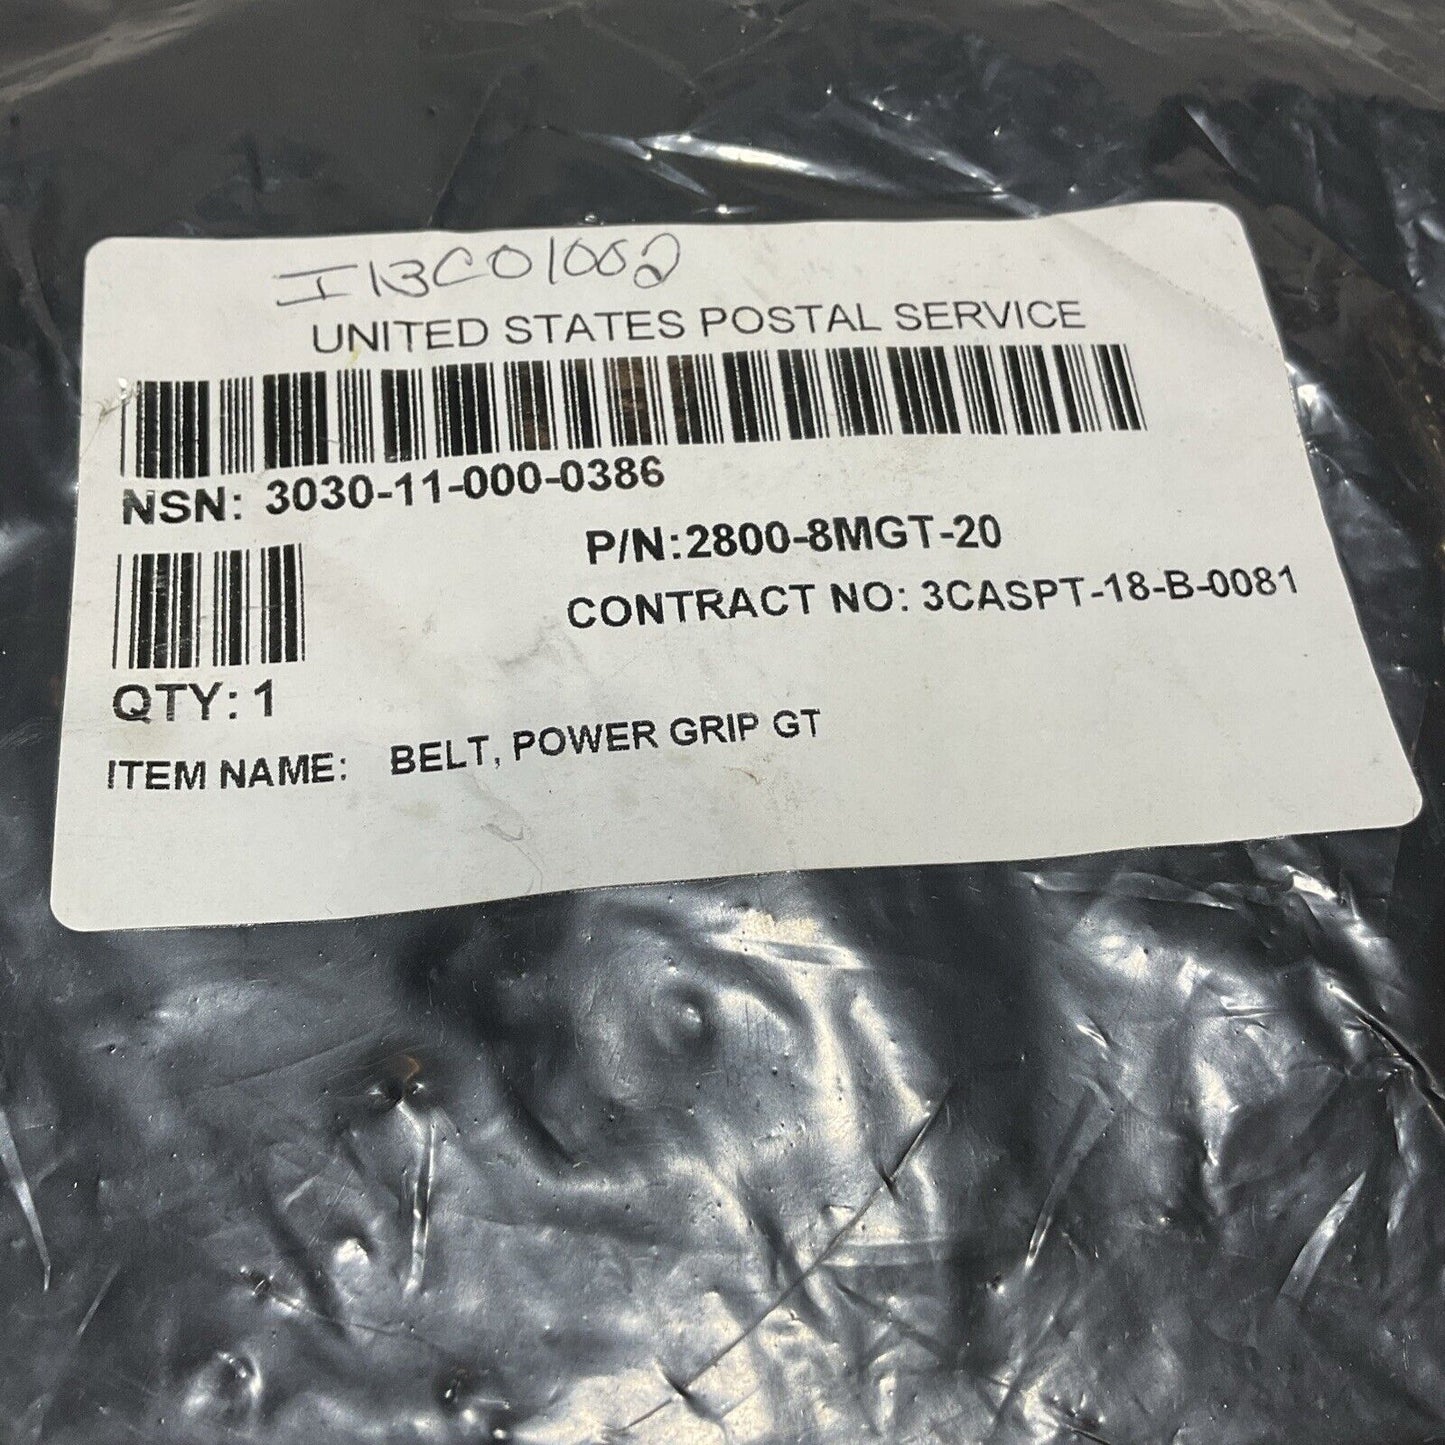 I13C01002
UNITED STATES POSTAL SERVICE
NSN: 3030-11-000-0386
P/N:2800-8MGT-20
CONTRACT NO: 3CASPT-18-B-0081
QTY: 1
ITEM NAME: BELT, POWER GRIP GT